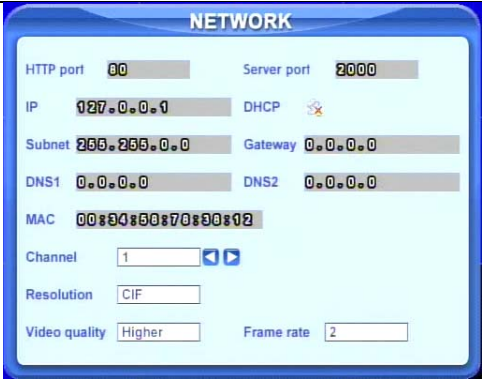 NETWORK
HTTP port 80 Server port 2000
IP 127.0.0.1 DHCP
Subnet 255.255.0.0 Gateway 0.0.0.0
DNS1 0.0.0.0 DNS2 0.0.0.0
MAC 00:34:58:78:38:12
Channel 1
Resolution CIF
Video quality Higher Frame rate 2